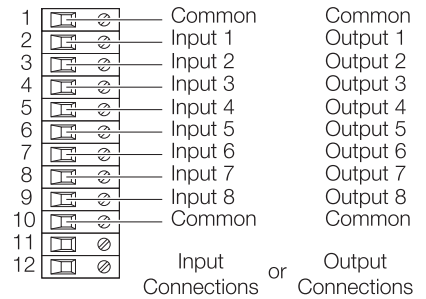 1 Common Common
2 Input 1 Output 1
3 Input 2 Output 2
4 Input 3 Output 3
5 Input 4 Output 4
6 Input 5 Output 5
7 Input 6 Output 6
8 Input 7 Output 7
9 Input 8 Output 8
10 Common Common
11
12
Input Connections or Output Connections